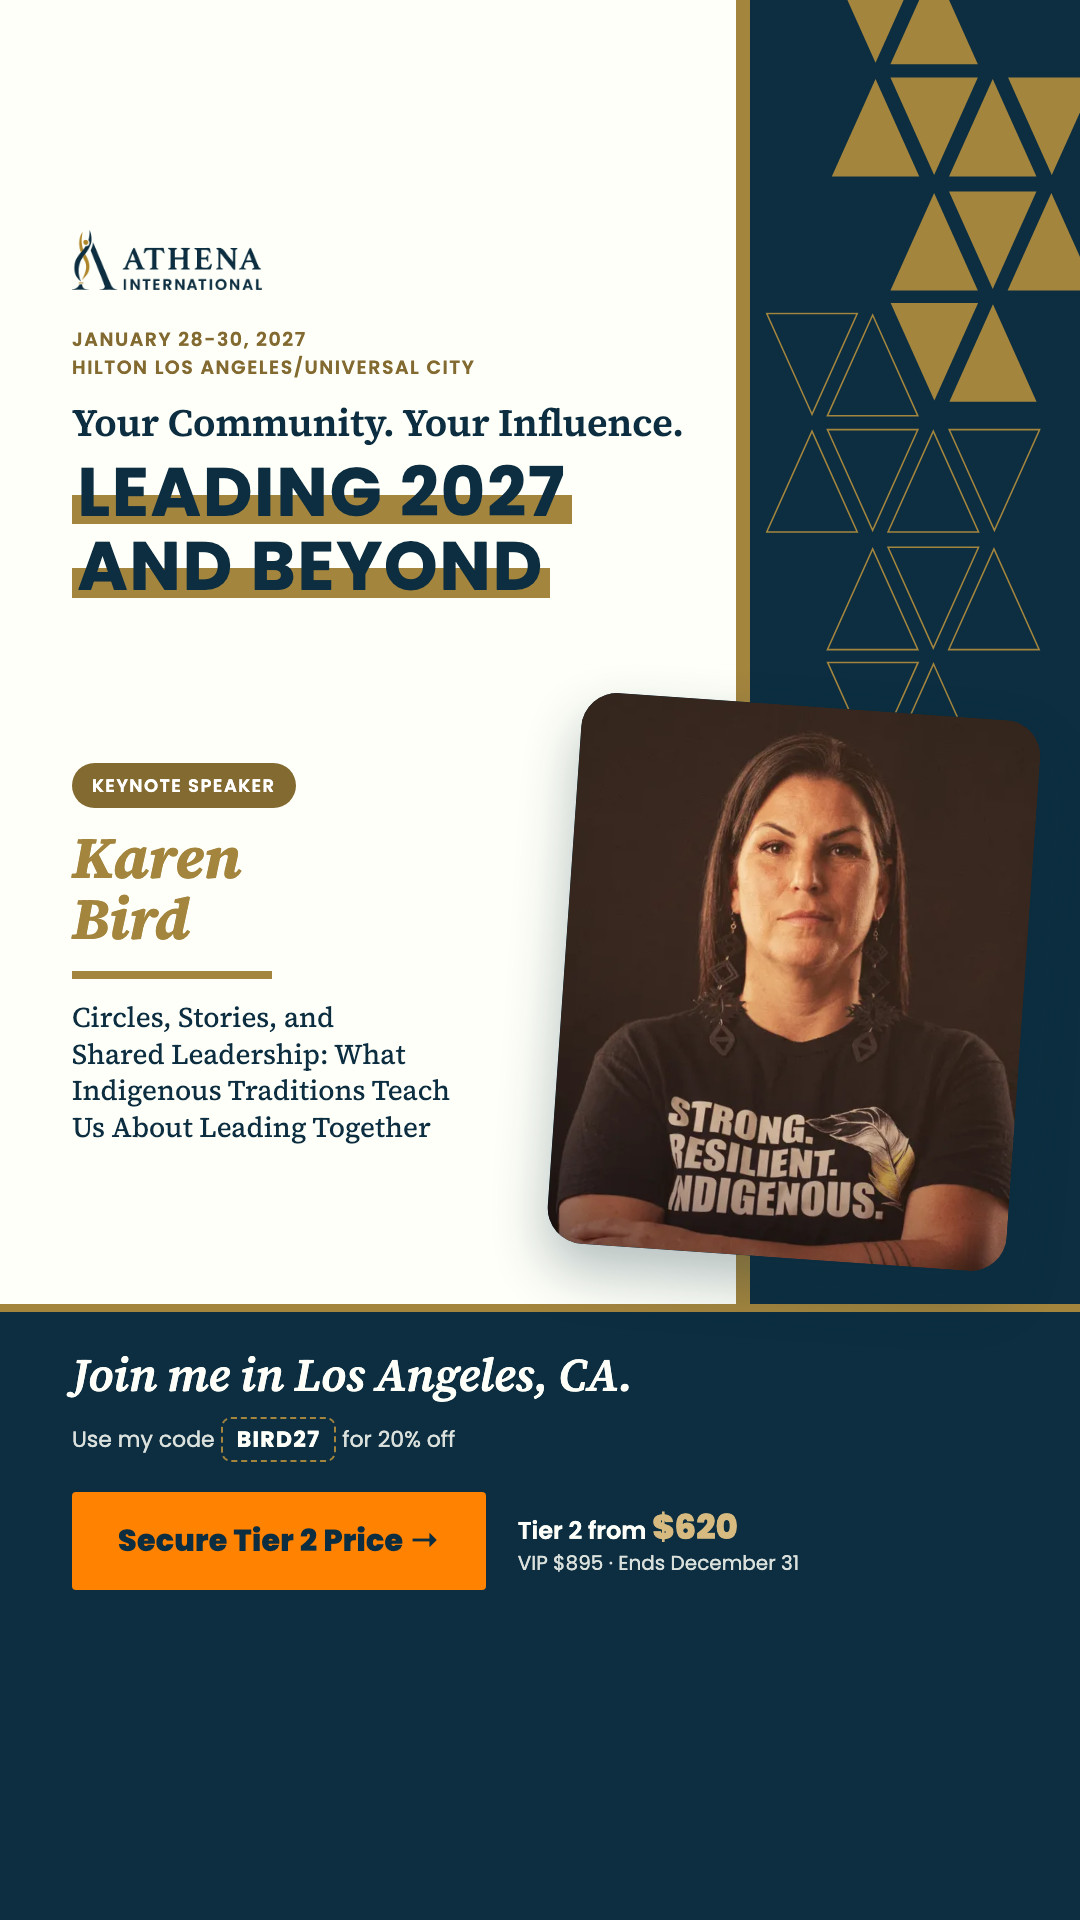 ATHENA
INTERNATIONAL
JANUARY 28-30, 2027
HILTON LOS ANGELES/UNIVERSAL CITY
Your Community. Your Influence.
LEADING 2027
AND BEYOND
KEYNOTE SPEAKER
Karen
Bird
Circles, Stories, and
Shared Leadership: What
Indigenous Traditions Teach
Us About Leading Together
STRONG.
RESILIENT.
INDIGENOUS.
Join me in Los Angeles, CA.
Use my code BIRD27 for 20% off
Secure Tier 2 Price →
Tier 2 from $620
VIP $895 · Ends December 31